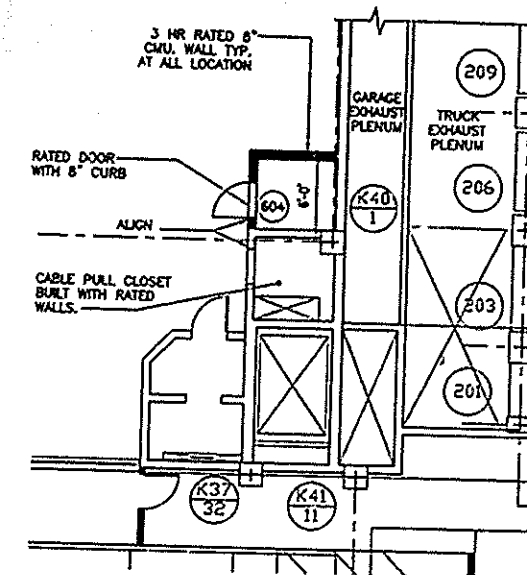 3 HR RATED 8"
CMU. WALL TYP.
AT ALL LOCATION
209
GARAGE
EXHAUST
PLENUM
TRUCK
EXHAUST
PLENUM
RATED DOOR
WITH 8" CURB
604
6'-0"
206
K40
1
ALIGN
CABLE PULL CLOSET
BUILT WITH RATED
WALLS.
203
201
K37
32
K41
11